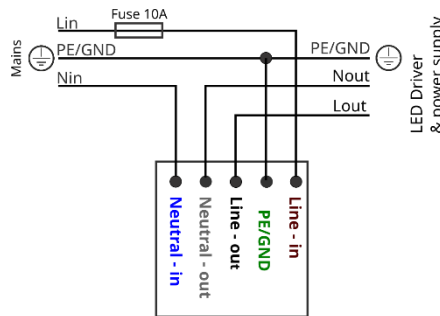 Fuse 10A
Lin
PE/GND
PE/GND
Mains
Nin
Nout
Lout
LED Driver
& power supply
Neutral - in
Neutral - out
Line - out
PE/GND
Line - in